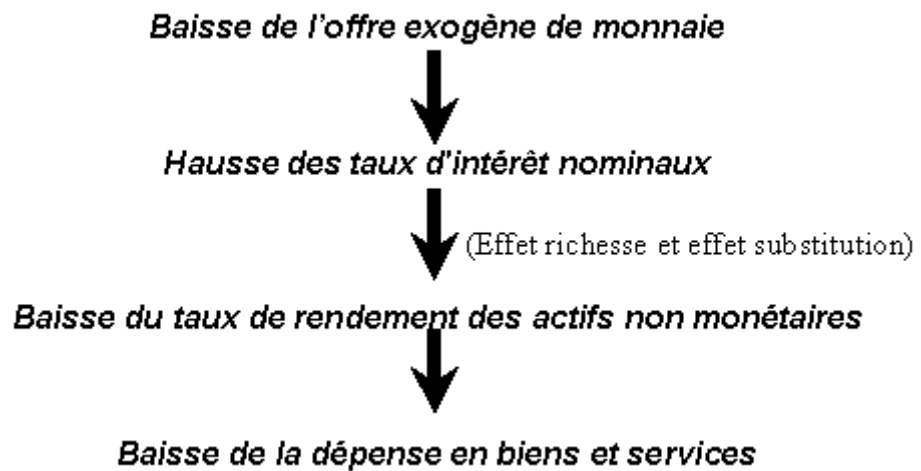 Baisse de l'offre exogène de monnaie
Hausse des taux d'intérêt nominaux
(Effet richesse et effet substitution)
Baisse du taux de rendement des actifs non monétaires
Baisse de la dépense en biens et services